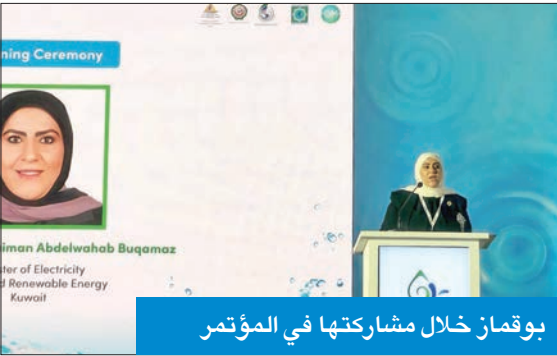 ning Ceremony
iman Abdelwahab Buqamaz
ter of Electricity
d Renewable Energy
Kuwait
بوقماز خلال مشاركتها في المؤتمر